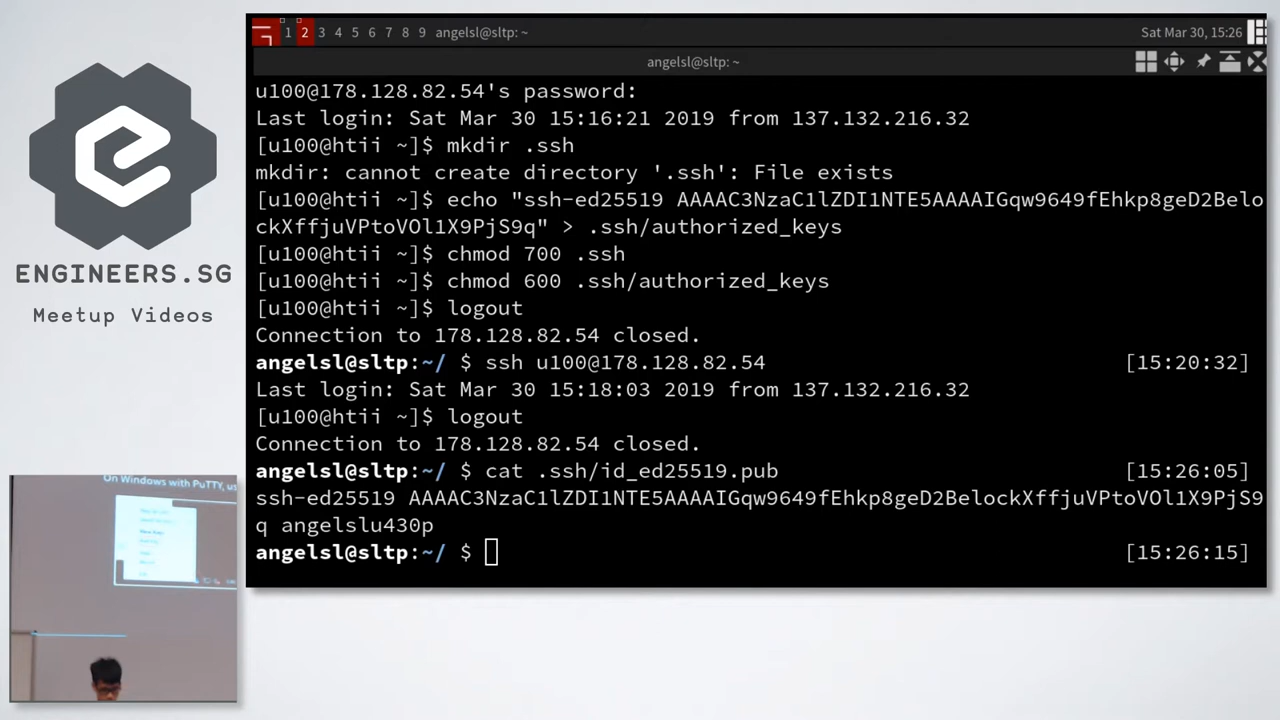 1 2 3 4 5 6 7 8 9 angelsl@sltp: ~ Sat Mar 30, 15:26
angelsl@sltp: ~
u100@178.128.82.54's password:
Last login: Sat Mar 30 15:16:21 2019 from 137.132.216.32
[u100@htii ~]$ mkdir .ssh
mkdir: cannot create directory '.ssh': File exists
[u100@htii ~]$ echo "ssh-ed25519 AAAAC3NzaC1lZDI1NTE5AAAAIGqw9649fEhkp8geD2Belo
ckXffjuVPtoVOl1X9PjS9q" > .ssh/authorized_keys
[u100@htii ~]$ chmod 700 .ssh
[u100@htii ~]$ chmod 600 .ssh/authorized_keys
[u100@htii ~]$ logout
Connection to 178.128.82.54 closed.
angelsl@sltp:~/ $ ssh u100@178.128.82.54 [15:20:32]
Last login: Sat Mar 30 15:18:03 2019 from 137.132.216.32
[u100@htii ~]$ logout
Connection to 178.128.82.54 closed.
angelsl@sltp:~/ $ cat .ssh/id_ed25519.pub [15:26:05]
ssh-ed25519 AAAAC3NzaC1lZDI1NTE5AAAAIGqw9649fEhkp8geD2BelockXffjuVPtoVOl1X9PjS9
q angelslu430p
angelsl@sltp:~/ $ [15:26:15]
ENGINEERS.SG
Meetup Videos
On Windows with PuTTY, us